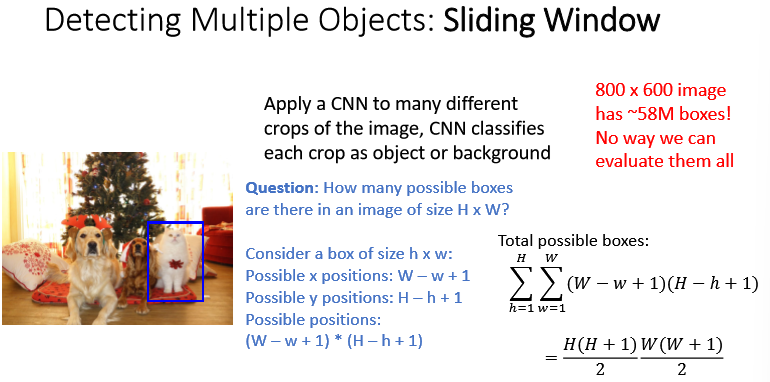 Detecting Multiple Objects: Sliding Window
Apply a CNN to many different
crops of the image, CNN classifies
each crop as object or background
800 x 600 image
has ~58M boxes!
No way we can
evaluate them all
Question: How many possible boxes
are there in an image of size H x W?
Consider a box of size h x w:
Possible x positions: W – w + 1
Possible y positions: H – h + 1
Possible positions:
(W – w + 1) * (H – h + 1)
Total possible boxes:
∑_{h=1}^{H} ∑_{w=1}^{W} (W − w + 1)(H − h + 1)
= \frac{H(H + 1)}{2} \frac{W(W + 1)}{2}